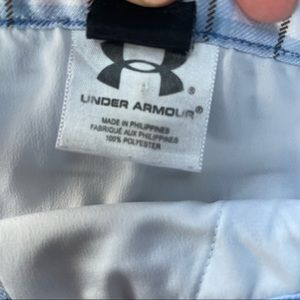 UNDER ARMOUR®
MADE IN PHILIPPINES
FABRIQUÉ AUX PHILIPPINES
100% POLYESTER